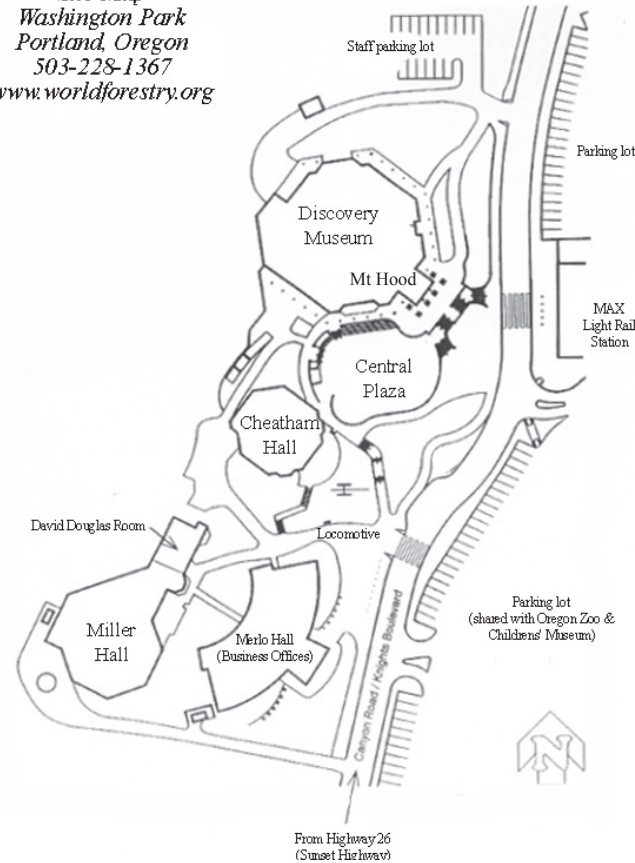 Washington Park
Portland, Oregon
503-228-1367
www.worldforestry.org
Staff parking lot
Parking lot
Discovery
Museum
Mt Hood
MAX
Light Rail
Station
Central
Plaza
Cheatham
Hall
David Douglas Room
Locomotive
Parking lot
(shared with Oregon Zoo &
Childrens' Museum)
Miller
Hall
Merlo Hall
(Business Offices)
Canyon Road / Knights Boulevard
N
From Highway 26
(Sunset Highway)